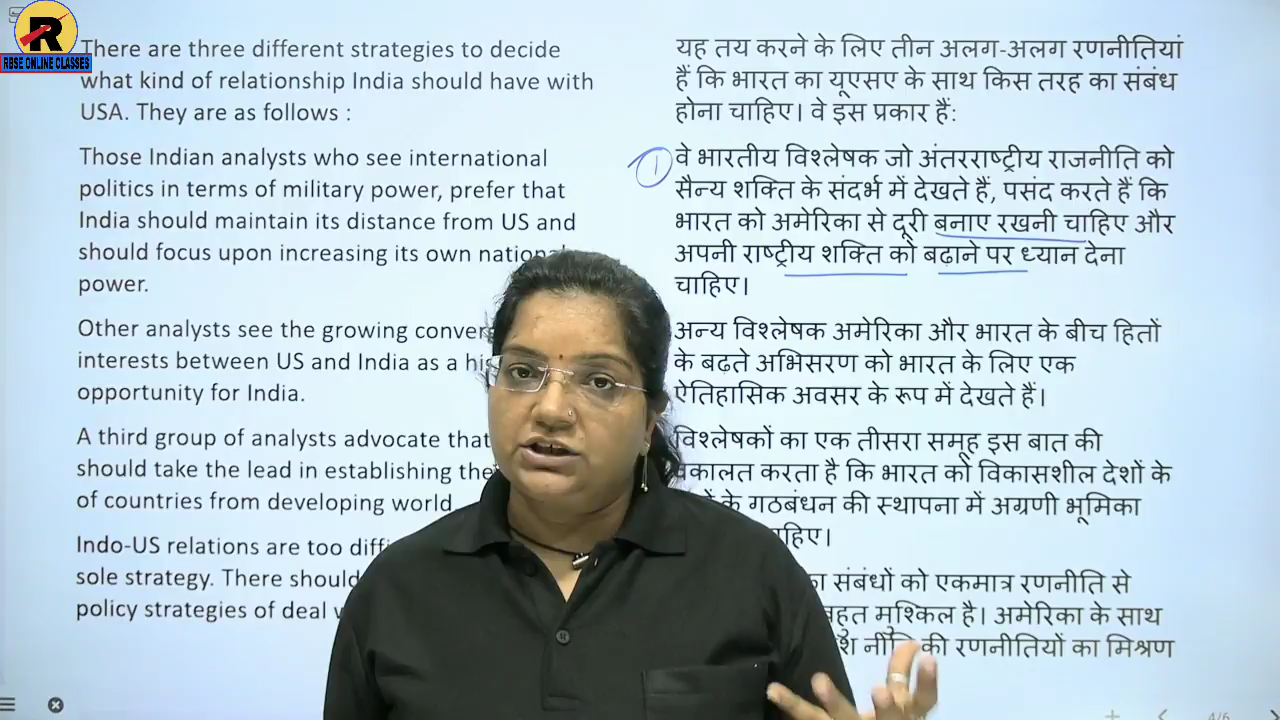 R
RBSE ONLINE CLASSES
There are three different strategies to decide
what kind of relationship India should have with
USA. They are as follows :
Those Indian analysts who see international
politics in terms of military power, prefer that
India should maintain its distance from US and
should focus upon increasing its own national
power.
Other analysts see the growing
interests between US and India as a
opportunity for India.
A third group of analysts advocate that
should take the lead in establishing
of countries from developing world
Indo-US relations are too
sole strategy. There should
policy strategies of deal
यह तय करने के लिए तीन अलग-अलग रणनीतियां
हैं कि भारत का यूएसए के साथ किस तरह का संबंध
होना चाहिए। वे इस प्रकार हैं:
1
वे भारतीय विश्लेषक जो अंतरराष्ट्रीय राजनीति को
सैन्य शक्ति के संदर्भ में देखते हैं, पसंद करते हैं कि
भारत को अमेरिका से दूरी बनाए रखनी चाहिए और
अपनी राष्ट्रीय शक्ति को बढ़ाने पर ध्यान देना
चाहिए।
अन्य विश्लेषक अमेरिका और भारत के बीच हितों
के बढ़ते अभिसरण को भारत के लिए एक
ऐतिहासिक अवसर के रूप में देखते हैं।
विश्लेषकों का एक तीसरा समूह इस बात की
वकालत करता है कि भारत को विकासशील देशों के
के गठबंधन की स्थापना में अग्रणी भूमिका
संबंधों को एकमात्र रणनीति से
बहुत मुश्किल है। अमेरिका के साथ
नीति की रणनीतियों का मिश्रण
4/6